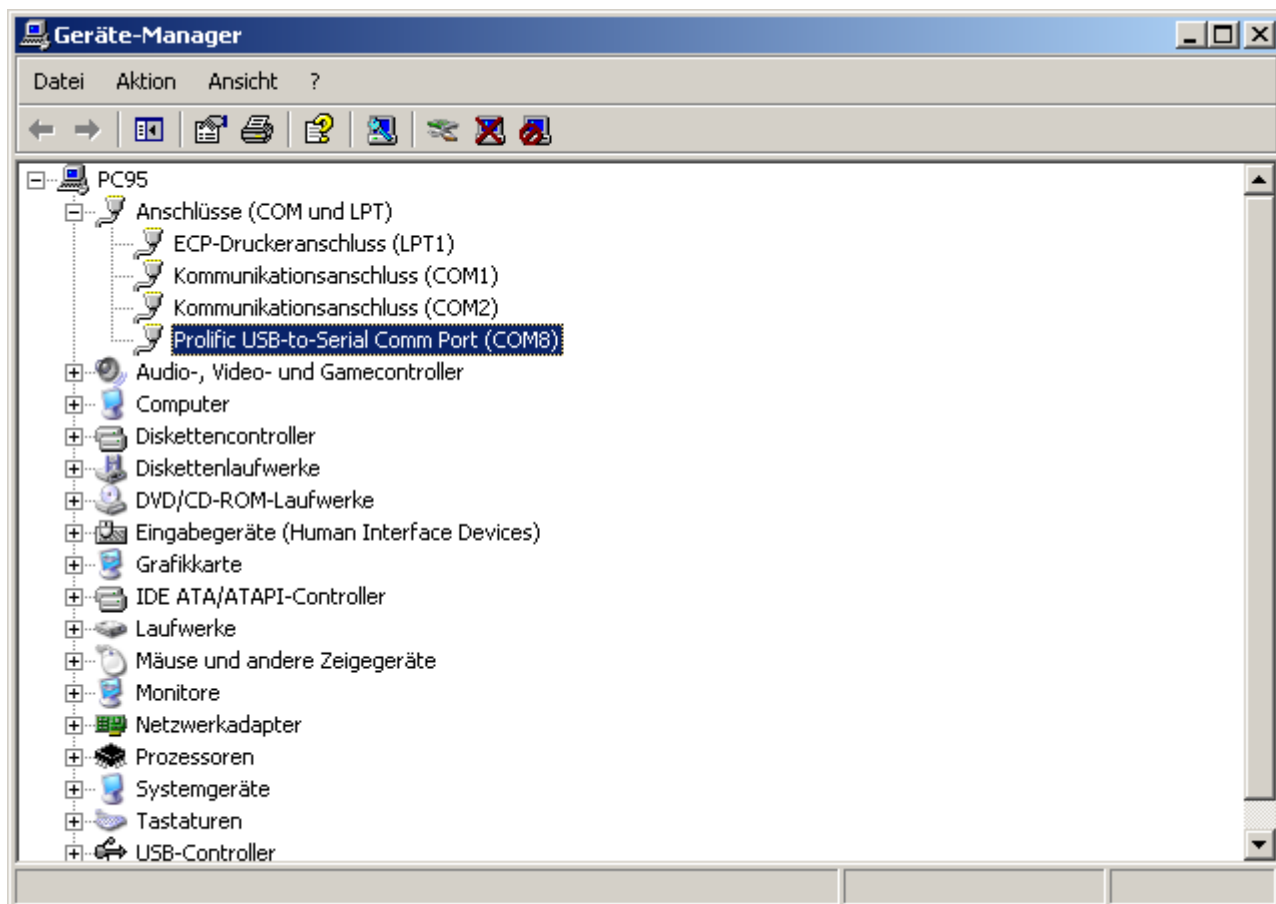 Geräte-Manager
Datei Aktion Ansicht ?
PC95
Anschlüsse (COM und LPT)
ECP-Druckeranschluss (LPT1)
Kommunikationsanschluss (COM1)
Kommunikationsanschluss (COM2)
Prolific USB-to-Serial Comm Port (COM8)
Audio-, Video- und Gamecontroller
Computer
Diskettencontroller
Diskettenlaufwerke
DVD/CD-ROM-Laufwerke
Eingabegeräte (Human Interface Devices)
Grafikkarte
IDE ATA/ATAPI-Controller
Laufwerke
Mäuse und andere Zeigegeräte
Monitore
Netzwerkadapter
Prozessoren
Systemgeräte
Tastaturen
USB-Controller